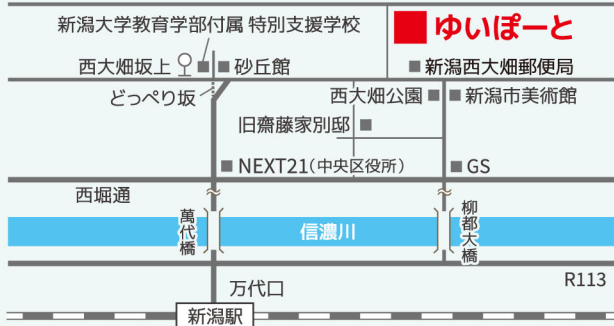 新潟大学教育学部付属 特別支援学校
ゆいぽーと
西大畑坂上
砂丘館
新潟西大畑郵便局
どっぺり坂
西大畑公園
新潟市美術館
旧齋藤家別邸
NEXT21(中央区役所)
GS
西堀通
萬代橋
信濃川
柳都大橋
R113
万代口
新潟駅